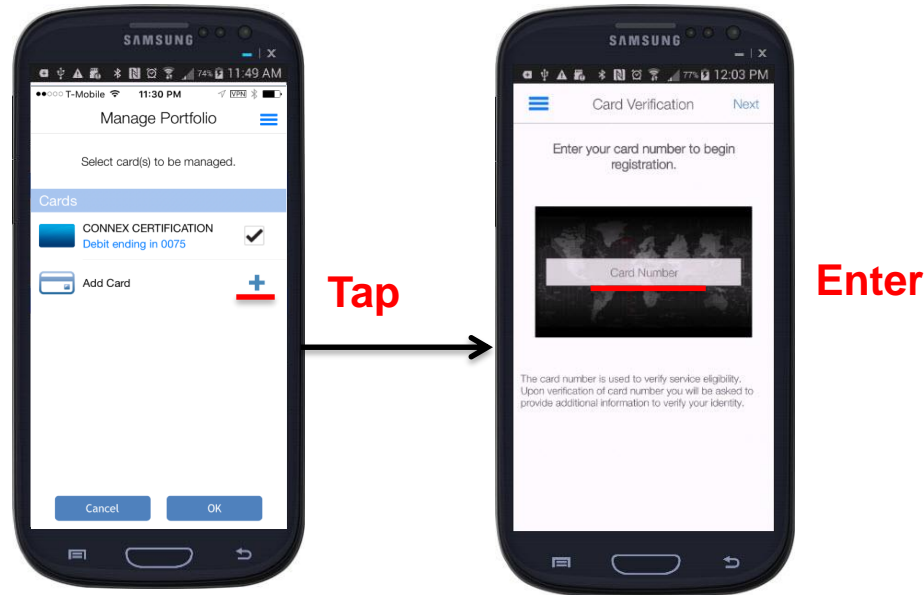 SAMSUNG
74% 11:49 AM
T-Mobile 11:30 PM VPN
Manage Portfolio
Select card(s) to be managed.
Cards
CONNEX CERTIFICATION
Debit ending in 0075
Add Card
Cancel OK
Tap
SAMSUNG
77% 12:03 PM
Card Verification Next
Enter your card number to begin
registration.
Card Number
The card number is used to verify service eligibility.
Upon verification of card number you will be asked to
provide additional information to verify your identity.
Enter